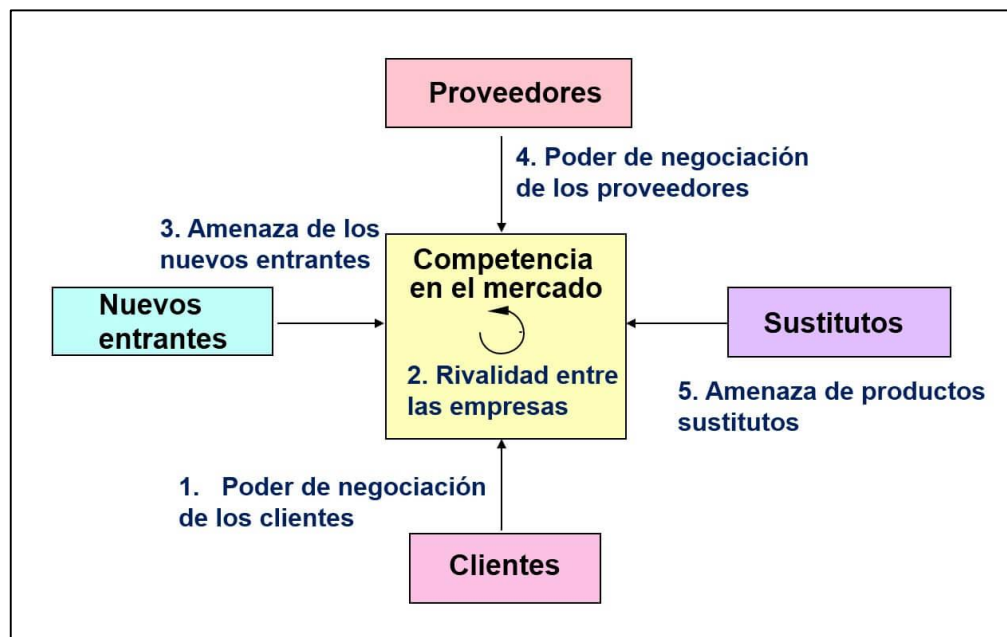 Proveedores
4. Poder de negociación
de los proveedores
3. Amenaza de los
nuevos entrantes
Competencia
en el mercado
Nuevos
entrantes
Sustitutos
2. Rivalidad entre
las empresas
5. Amenaza de productos
sustitutos
1. Poder de negociación
de los clientes
Clientes